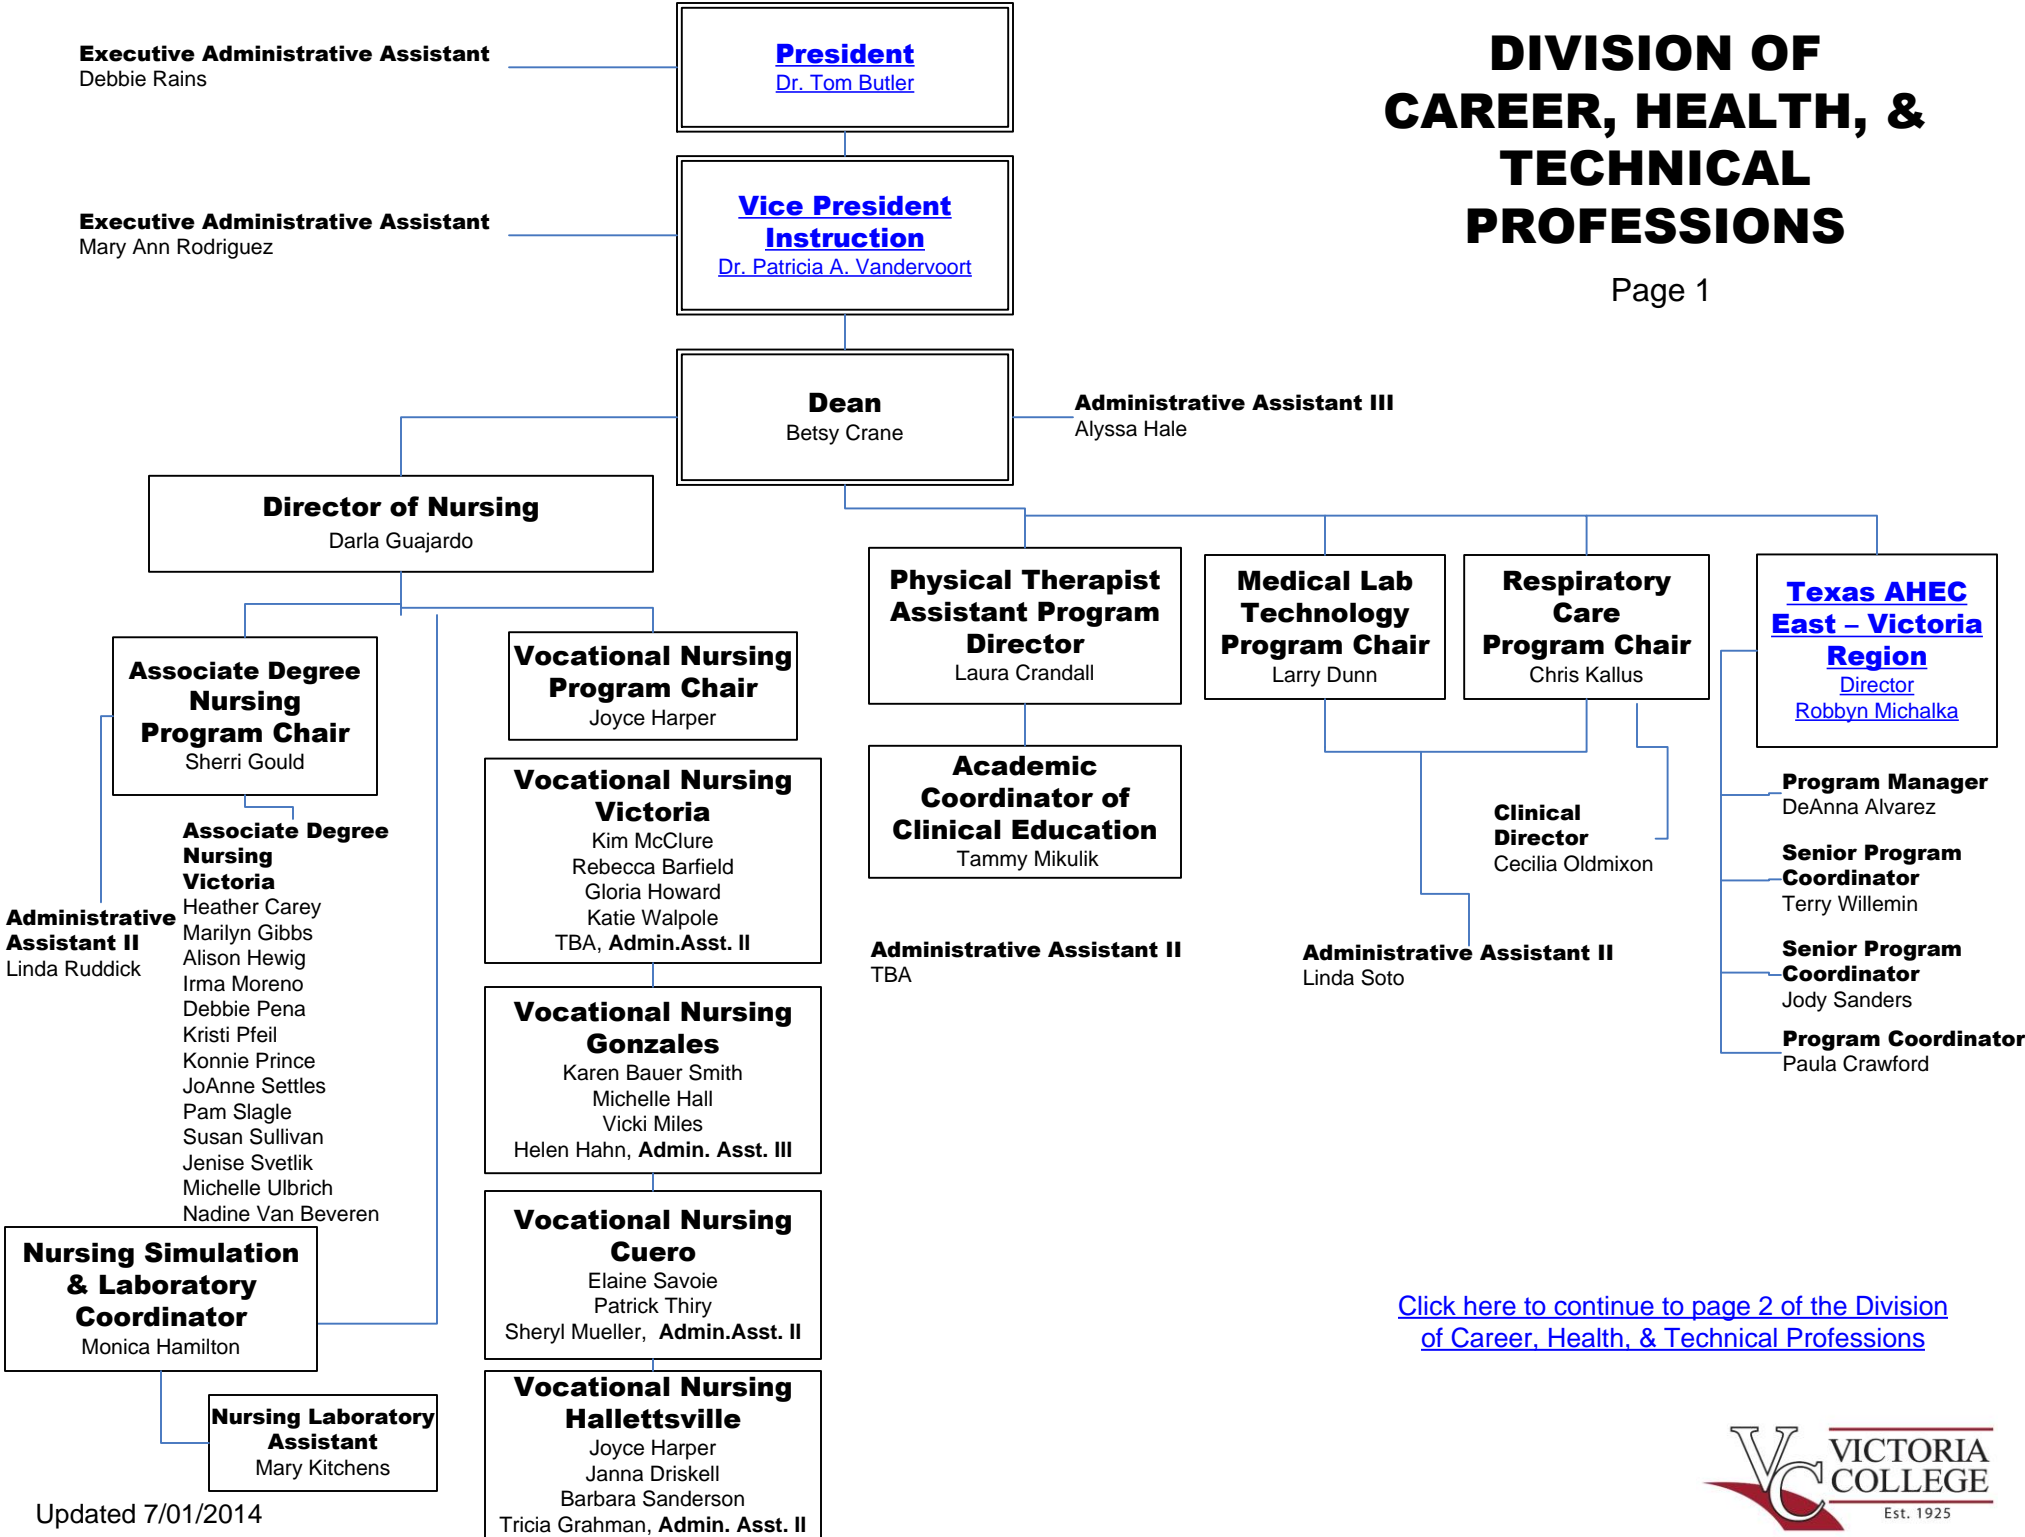 DIVISION OF
CAREER, HEALTH, &
TECHNICAL
PROFESSIONS
Page 1
Executive Administrative Assistant
Debbie Rains
President
Dr. Tom Butler
Executive Administrative Assistant
Mary Ann Rodriguez
Vice President
Instruction
Dr. Patricia A. Vandervoort
Dean
Betsy Crane
Administrative Assistant III
Alyssa Hale
Director of Nursing
Darla Guajardo
Associate Degree
Nursing
Program Chair
Sherri Gould
Administrative
Assistant II
Linda Ruddick
Associate Degree
Nursing
Victoria
Heather Carey
Marilyn Gibbs
Alison Hewig
Irma Moreno
Debbie Pena
Kristi Pfeil
Konnie Prince
JoAnne Settles
Pam Slagle
Susan Sullivan
Jenise Svetlik
Michelle Ulbrich
Nadine Van Beveren
Nursing Simulation
& Laboratory
Coordinator
Monica Hamilton
Nursing Laboratory
Assistant
Mary Kitchens
Vocational Nursing
Program Chair
Joyce Harper
Vocational Nursing
Victoria
Kim McClure
Rebecca Barfield
Gloria Howard
Katie Walpole
TBA, Admin.Asst. II
Vocational Nursing
Gonzales
Karen Bauer Smith
Michelle Hall
Vicki Miles
Helen Hahn, Admin. Asst. III
Vocational Nursing
Cuero
Elaine Savoie
Patrick Thiry
Sheryl Mueller, Admin.Asst. II
Vocational Nursing
Hallettsville
Joyce Harper
Janna Driskell
Barbara Sanderson
Tricia Grahman, Admin. Asst. II
Physical Therapist
Assistant Program
Director
Laura Crandall
Academic
Coordinator of
Clinical Education
Tammy Mikulik
Administrative Assistant II
TBA
Medical Lab
Technology
Program Chair
Larry Dunn
Respiratory
Care
Program Chair
Chris Kallus
Clinical
Director
Cecilia Oldmixon
Administrative Assistant II
Linda Soto
Texas AHEC
East – Victoria
Region
Director
Robbyn Michalka
Program Manager
DeAnna Alvarez
Senior Program
Coordinator
Terry Willemin
Senior Program
Coordinator
Jody Sanders
Program Coordinator
Paula Crawford
Click here to continue to page 2 of the Division
of Career, Health, & Technical Professions
Updated 7/01/2014
VC
VICTORIA
COLLEGE
Est. 1925